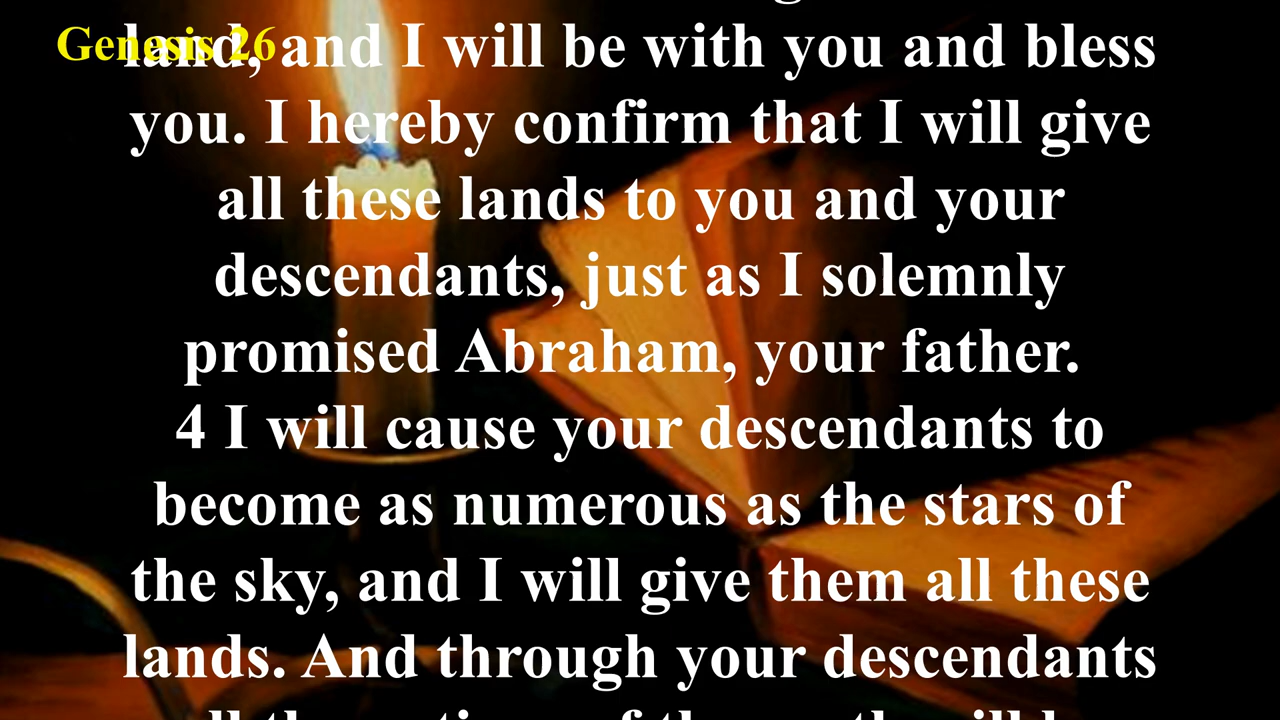 Genesis 26
land, and I will be with you and bless
you. I hereby confirm that I will give
all these lands to you and your
descendants, just as I solemnly
promised Abraham, your father.
4 I will cause your descendants to
become as numerous as the stars of
the sky, and I will give them all these
lands. And through your descendants